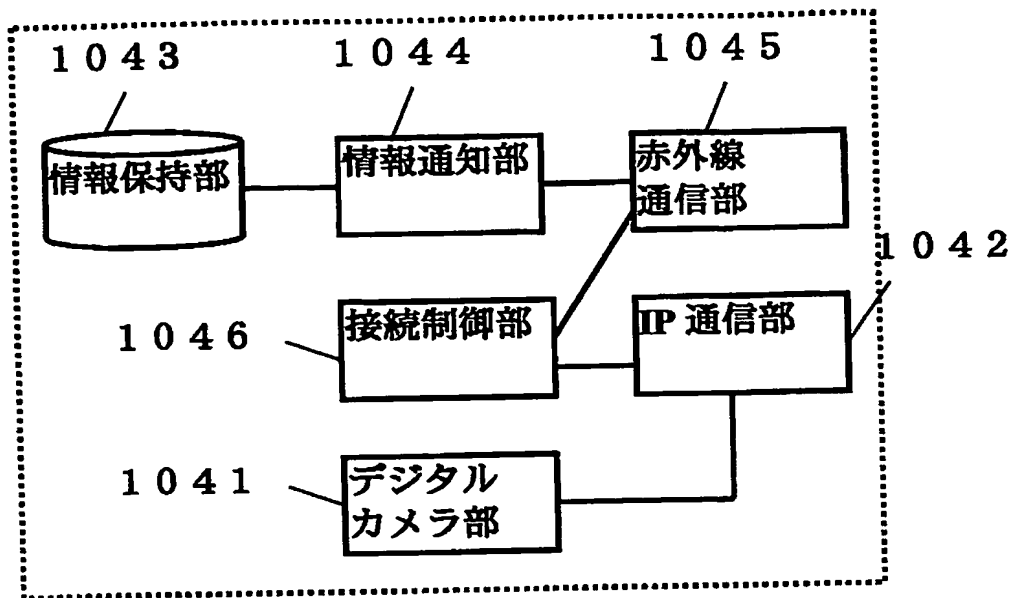 １０４３
１０４４
１０４５
情報保持部
情報通知部
赤外線
通信部
１０４２
１０４６
接続制御部
IP 通信部
１０４１
デジタル
カメラ部